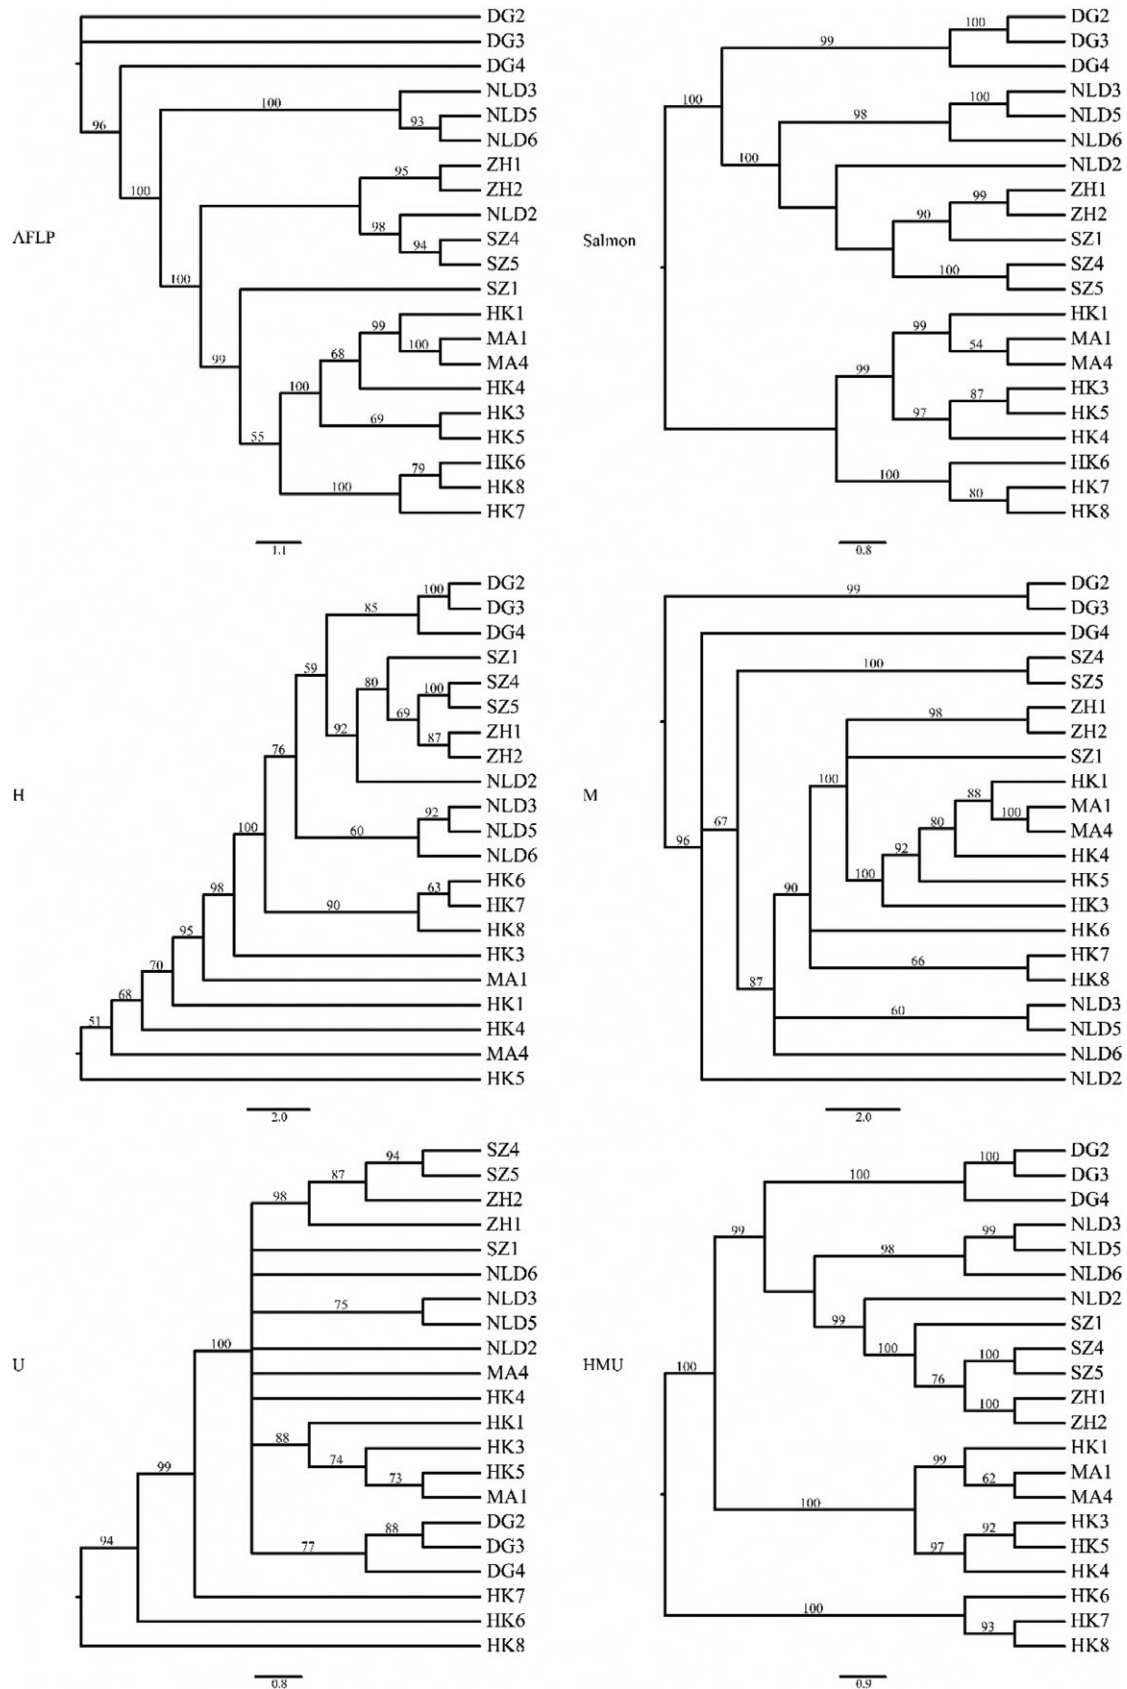 DG2
DG3
DG4
NLD3
NLD5
NLD6
ZH1
ZH2
NLD2
SZ4
SZ5
SZ1
HK1
MA1
MA4
HK4
HK3
HK5
HK6
HK8
HK7
AFLP
96
100
93
100
95
98
94
100
99
99
100
68
100
69
55
79
100
1.1
DG2
DG3
DG4
NLD3
NLD5
NLD6
NLD2
ZH1
ZH2
SZ1
SZ4
SZ5
HK1
MA1
MA4
HK3
HK5
HK4
HK6
HK7
HK8
Salmon
100
99
100
100
98
100
99
90
100
99
54
99
87
97
100
80
0.8
DG2
DG3
DG4
SZ1
SZ4
SZ5
ZH1
ZH2
NLD2
NLD3
NLD5
NLD6
HK6
HK7
HK8
HK3
MA1
HK1
HK4
MA4
HK5
H
100
85
59
80
100
69
92
87
76
92
60
100
63
90
98
95
70
68
51
2.0
DG2
DG3
DG4
SZ4
SZ5
ZH1
ZH2
SZ1
HK1
MA1
MA4
HK4
HK5
HK3
HK6
HK7
HK8
NLD3
NLD5
NLD6
NLD2
M
99
100
98
100
88
100
80
67
96
92
100
90
66
87
60
2.0
SZ4
SZ5
ZH2
ZH1
SZ1
NLD6
NLD3
NLD5
NLD2
MA4
HK4
HK1
HK3
HK5
MA1
DG2
DG3
DG4
HK7
HK6
HK8
U
94
87
98
75
100
88
74
73
99
88
77
94
0.8
DG2
DG3
DG4
NLD3
NLD5
NLD6
NLD2
SZ1
SZ4
SZ5
ZH1
ZH2
HK1
MA1
MA4
HK3
HK5
HK4
HK6
HK7
HK8
HMU
100
100
99
99
98
99
100
100
100
76
100
99
62
100
92
97
100
93
0.9